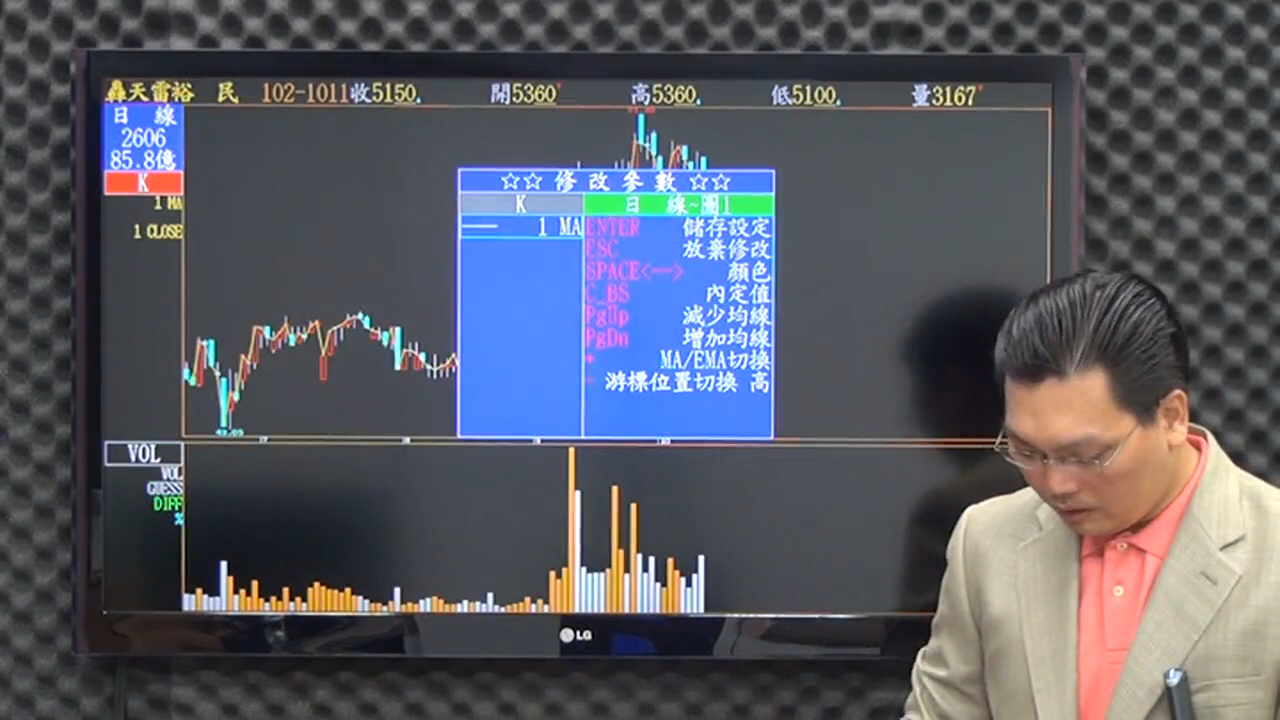 轟天雷裕 民 102-1011收5150 開5360 高5360 低5100 量3167
日 線
2606
85.8億
K
1 MA
1 CLOSE
☆☆ 修 改 參 數 ☆☆
K 日 線~圖1
1 MA ENTER 儲存設定
ESC 放棄修改
SPACE<--> 顏色
C_BS 內定值
PgUp 減少均線
PgDn 增加均線
* MA/EMA切換
- 游標位置切換 高
VOL
VOL
GUESS
DIFF
%
LG